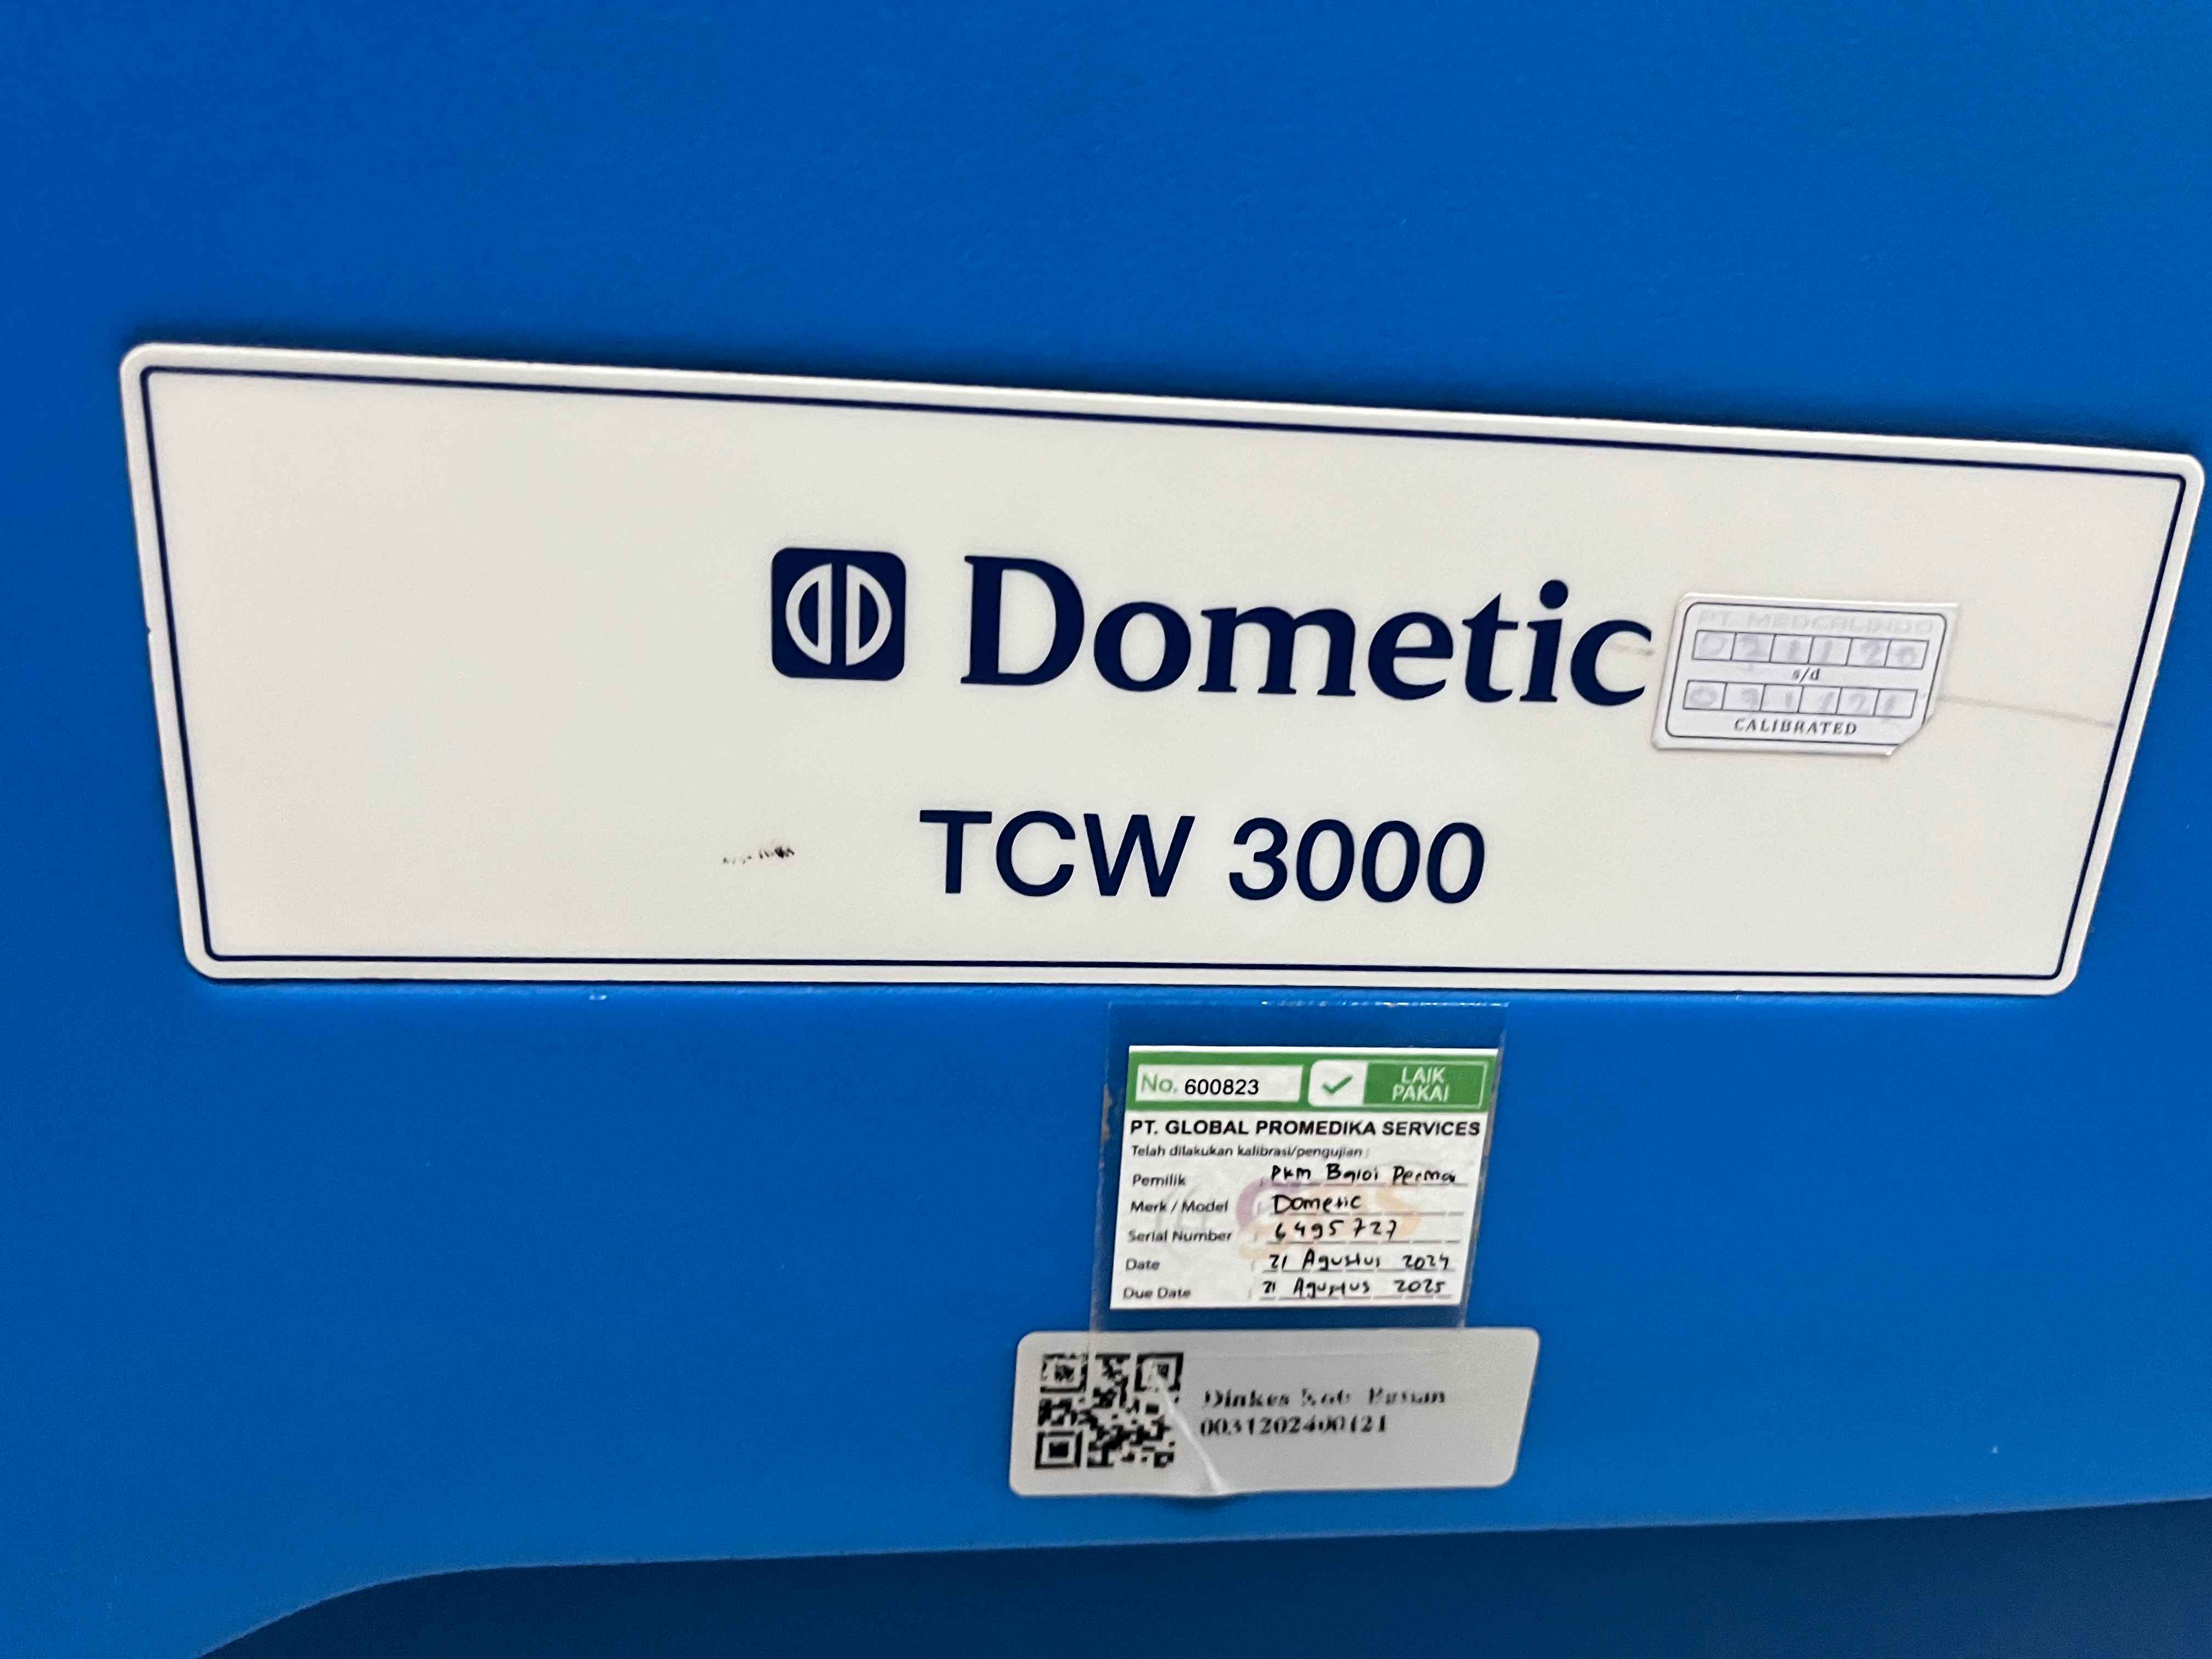 Dometic
PT. MEDCALINDO
s/d
CALIBRATED
TCW 3000
No. 600823
LAIK
PAKAI
PT. GLOBAL PROMEDIKA SERVICES
Telah dilakukan kalibrasi/pengujian :
Pemilik : PKM Baloi Permai
Merk / Model : Dometic
Serial Number : 6495727
Date : 21 Agustus 2024
Due Date : 21 Agustus 2025
Dinkes